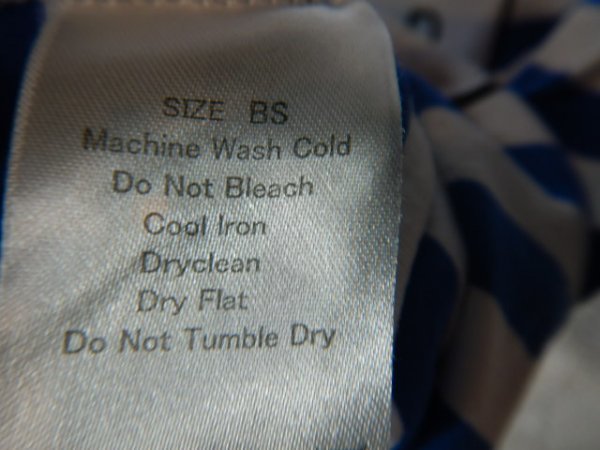 SIZE BS
Machine Wash Cold
Do Not Bleach
Cool Iron
Dryclean
Dry Flat
Do Not Tumble Dry